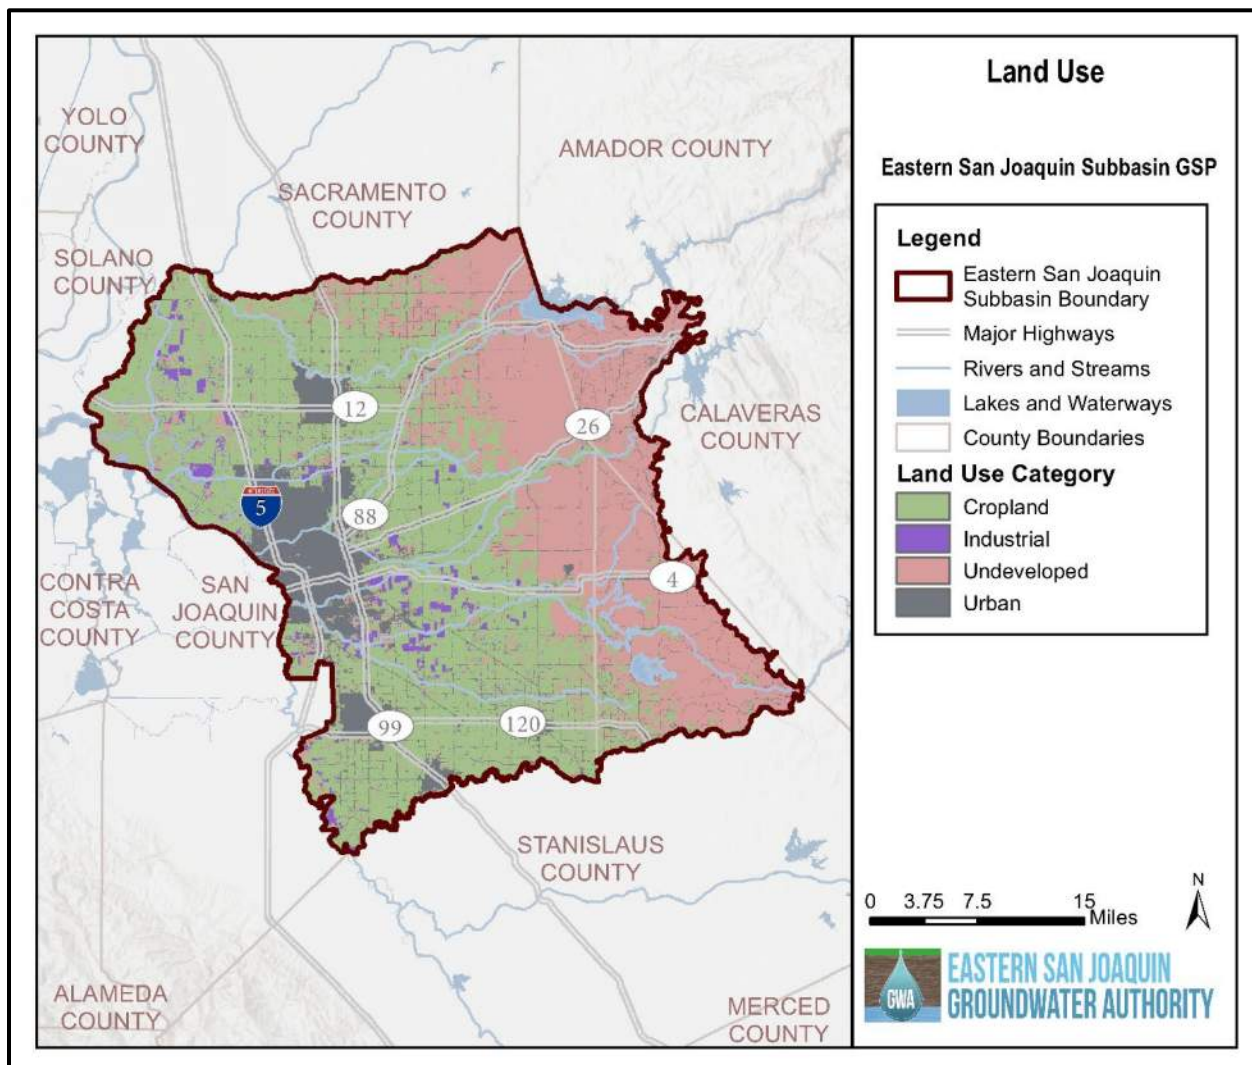 Land Use
Eastern San Joaquin Subbasin GSP
Legend
Eastern San Joaquin
Subbasin Boundary
Major Highways
Rivers and Streams
Lakes and Waterways
County Boundaries
Land Use Category
Cropland
Industrial
Undeveloped
Urban
YOLO
COUNTY
AMADOR COUNTY
SACRAMENTO
COUNTY
SOLANO
COUNTY
12
26
CALAVERAS
COUNTY
5
88
CONTRA
COSTA
COUNTY
SAN
JOAQUIN
COUNTY
4
99
120
STANISLAUS
COUNTY
ALAMEDA
COUNTY
MERCED
COUNTY
N
0 3.75 7.5 15
Miles
GWA
EASTERN SAN JOAQUIN
GROUNDWATER AUTHORITY